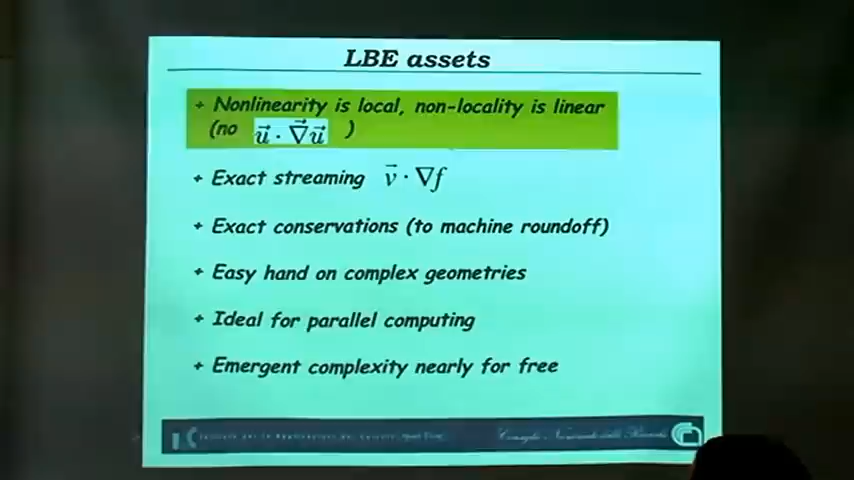 LBE assets
+ Nonlinearity is local, non-locality is linear
(no u⃗ · ∇⃗u⃗ )
+ Exact streaming v⃗ · ∇f
+ Exact conservations (to machine roundoff)
+ Easy hand on complex geometries
+ Ideal for parallel computing
+ Emergent complexity nearly for free